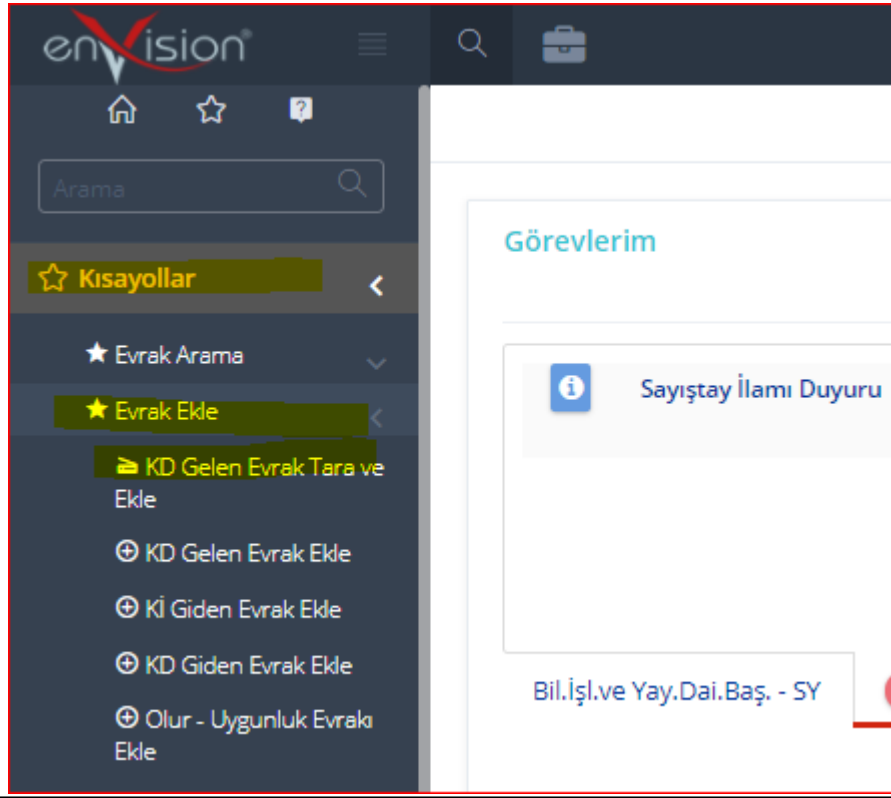 enVision®
Arama
Görevlerim
Kısayollar
Evrak Arama
Sayıştay İlamı Duyuru
Evrak Ekle
KD Gelen Evrak Tara ve
Ekle
KD Gelen Evrak Ekle
Kİ Giden Evrak Ekle
KD Giden Evrak Ekle
Bil.İşl.ve Yay.Dai.Baş. - SY
Olur - Uygunluk Evrakı
Ekle